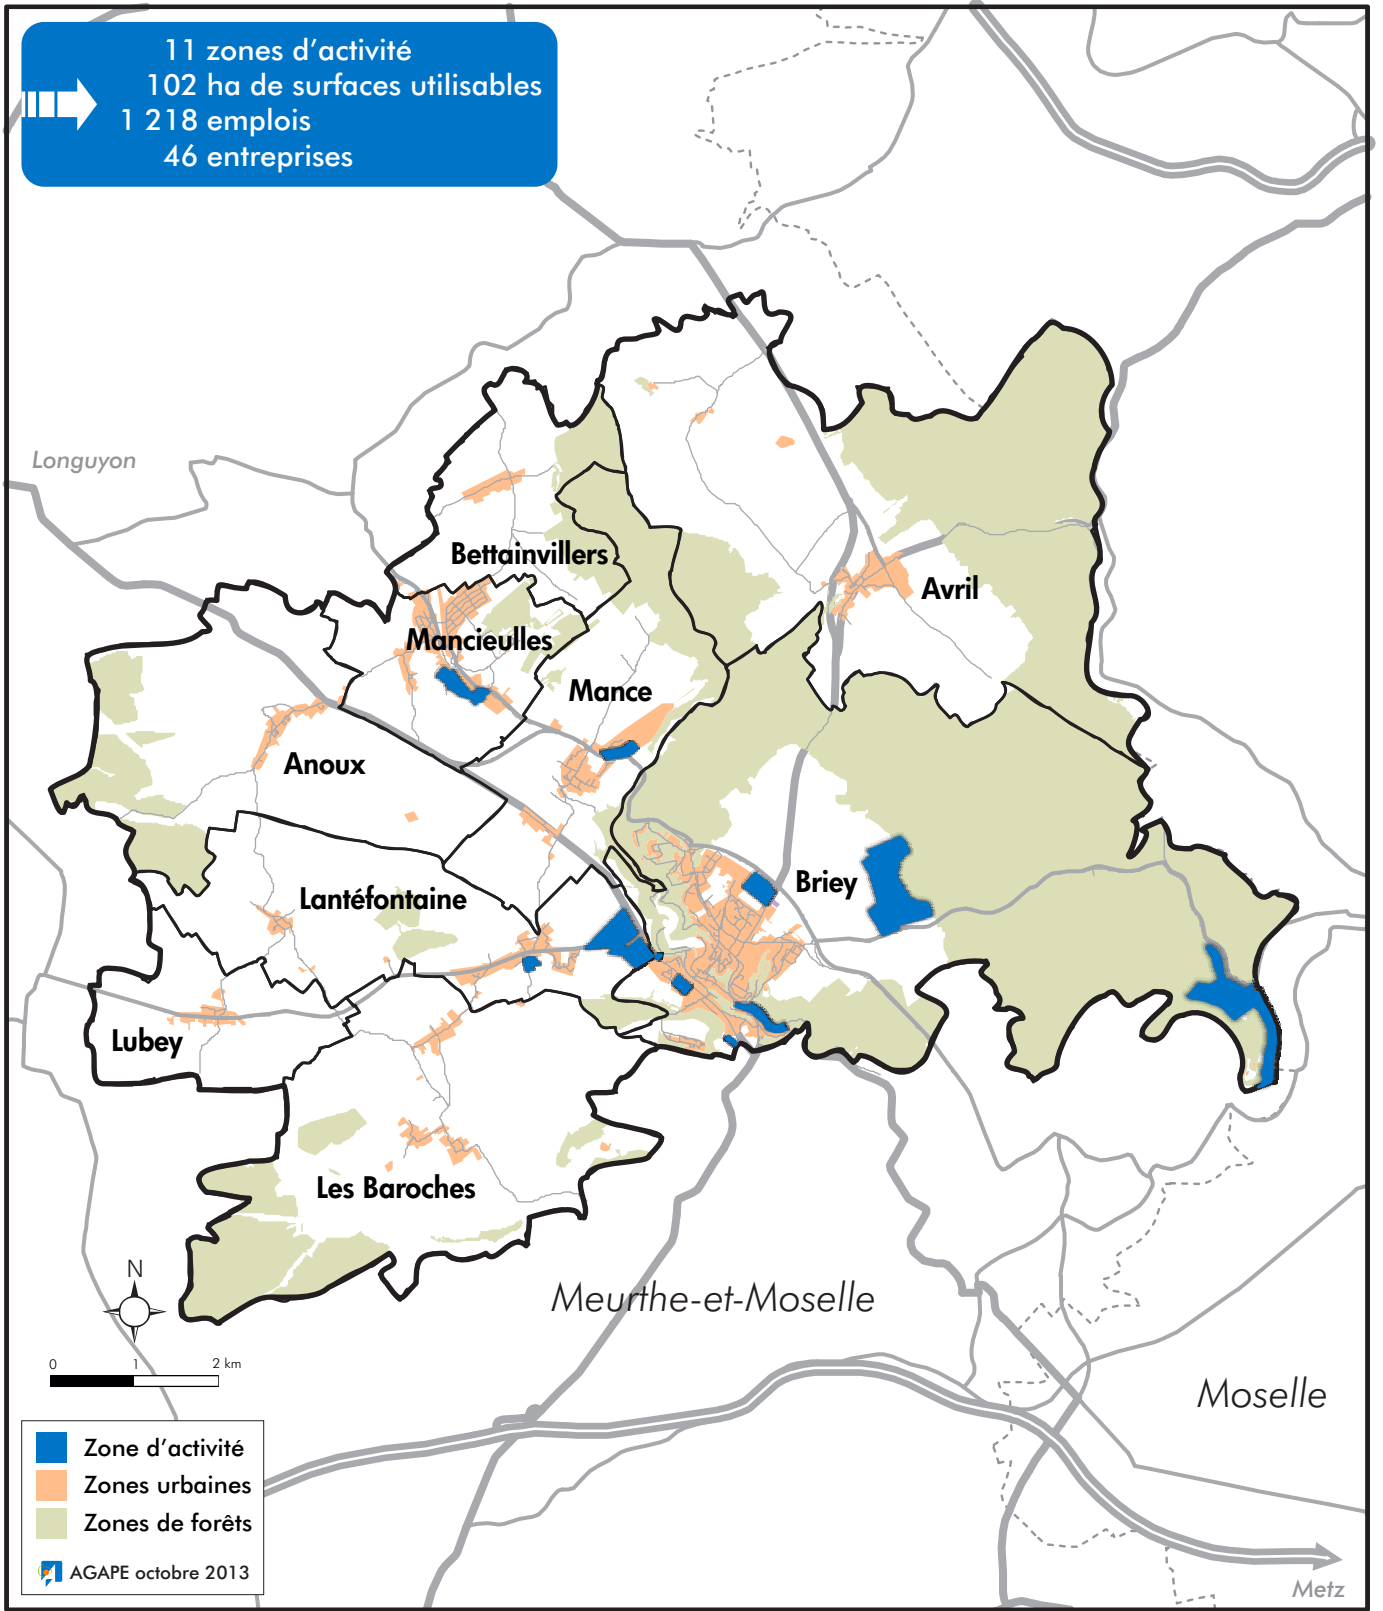 11 zones d’activité
102 ha de surfaces utilisables
1 218 emplois
46 entreprises
Longuyon
Bettainvillers
Avril
Mancieulles
Mance
Anoux
Briey
Lantéfontaine
Lubey
Les Baroches
N
Meurthe-et-Moselle
0 1 2 km
Moselle
Zone d’activité
Zones urbaines
Zones de forêts
AGAPE octobre 2013
Metz